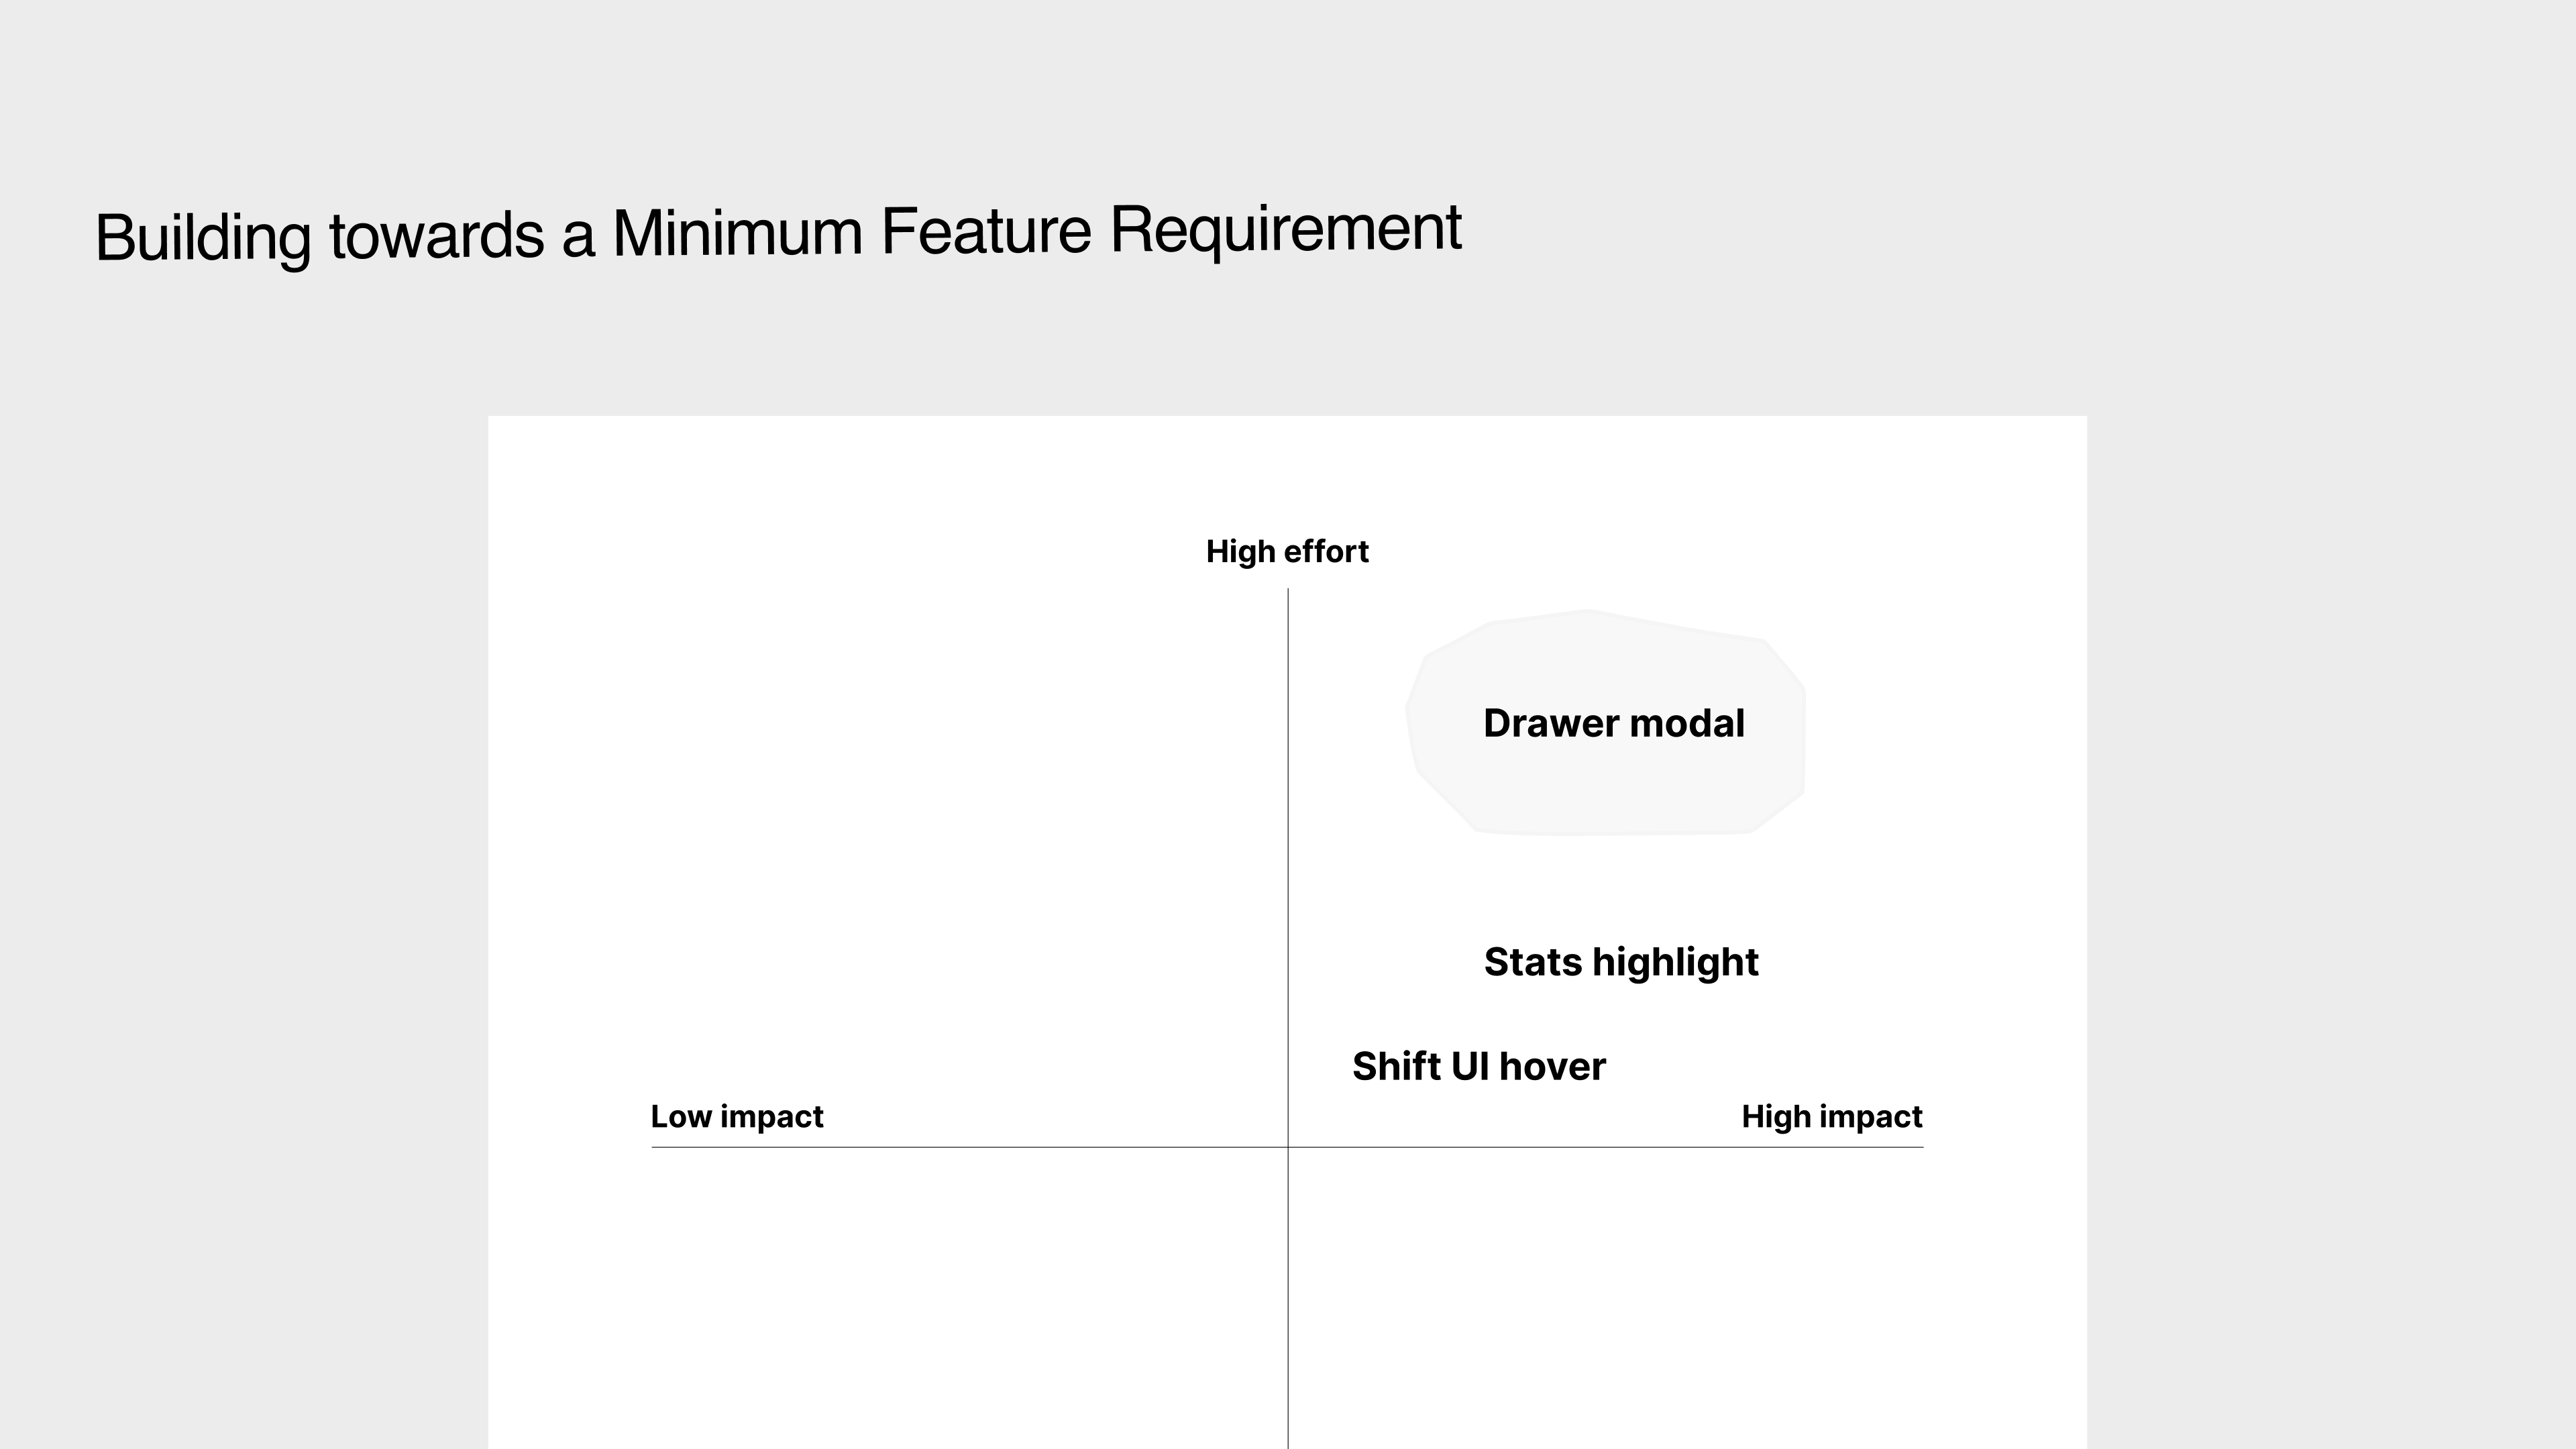 Building towards a Minimum Feature Requirement
High effort
Drawer modal
Stats highlight
Shift UI hover
Low impact
High impact